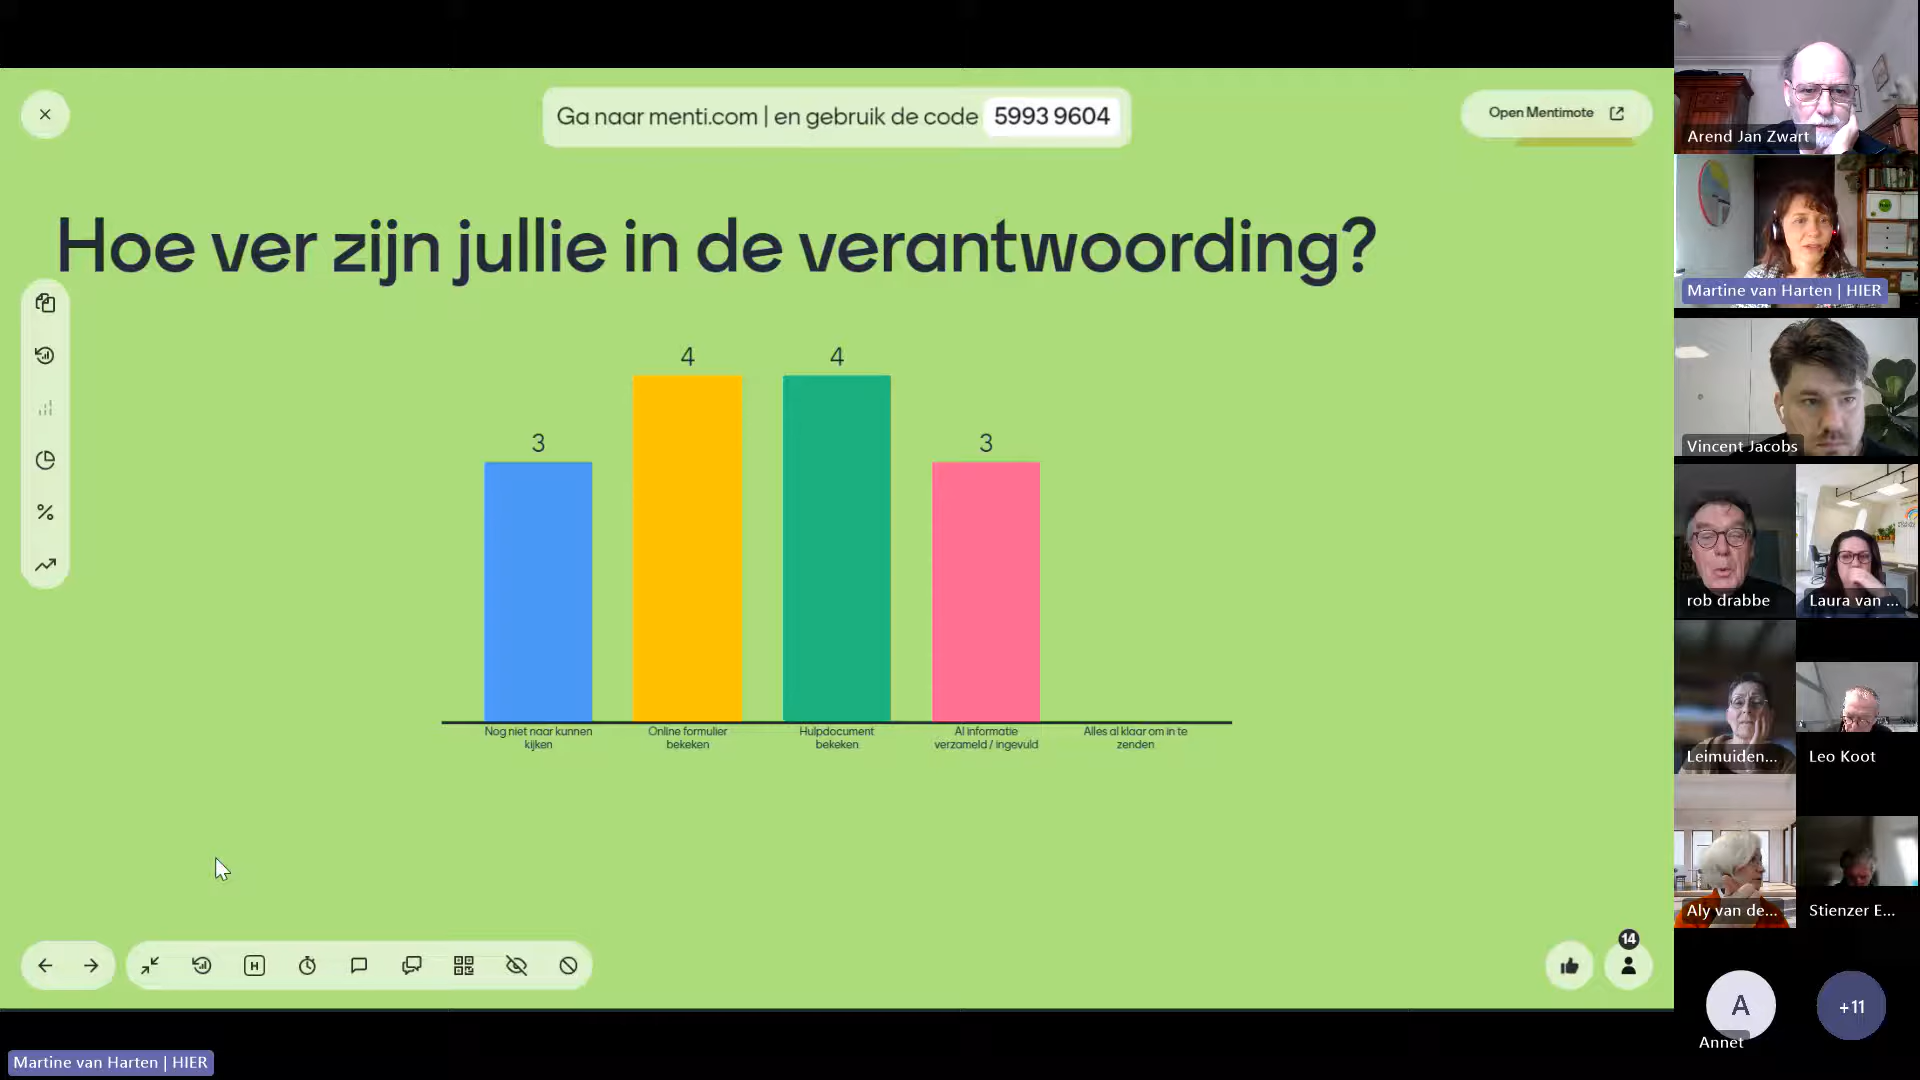 Ga naar menti.com | en gebruik de code 5993 9604
Open Mentimote
Hoe ver zijn jullie in de verantwoording?
3
4
4
3
Nog niet naar kunnen
kijken
Online formulier
bekeken
Hulpdocument
bekeken
Al informatie
verzameld / ingevuld
Alles al klaar om in te
zenden
H
14
Martine van Harten | HIER
Arend Jan Zwart
Martine van Harten | HIER
Vincent Jacobs
rob drabbe
Laura van ...
Leimuiden...
Leo Koot
Aly van de...
Stienzer E...
A
Annet
+11